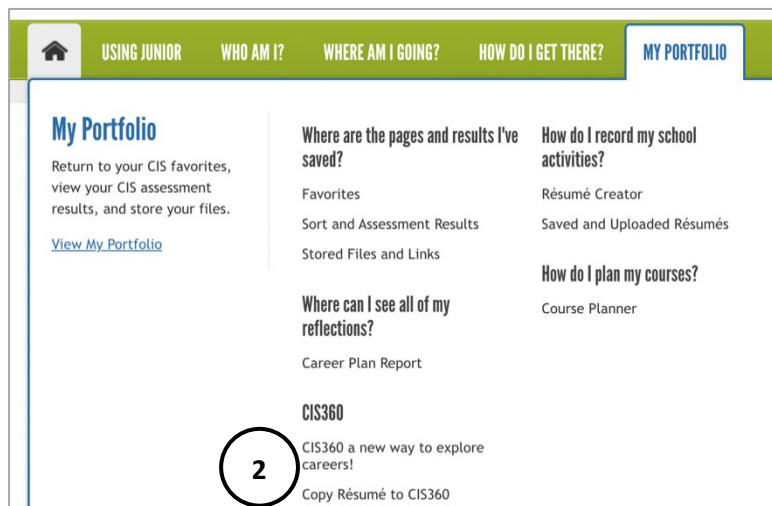 USING JUNIOR
WHO AM I?
WHERE AM I GOING?
HOW DO I GET THERE?
MY PORTFOLIO
My Portfolio
Return to your CIS favorites,
view your CIS assessment
results, and store your files.
View My Portfolio
Where are the pages and results I've
saved?
Favorites
Sort and Assessment Results
Stored Files and Links
Where can I see all of my
reflections?
Career Plan Report
CIS360
CIS360 a new way to explore
careers!
Copy Résumé to CIS360
2
How do I record my school
activities?
Résumé Creator
Saved and Uploaded Résumés
How do I plan my courses?
Course Planner